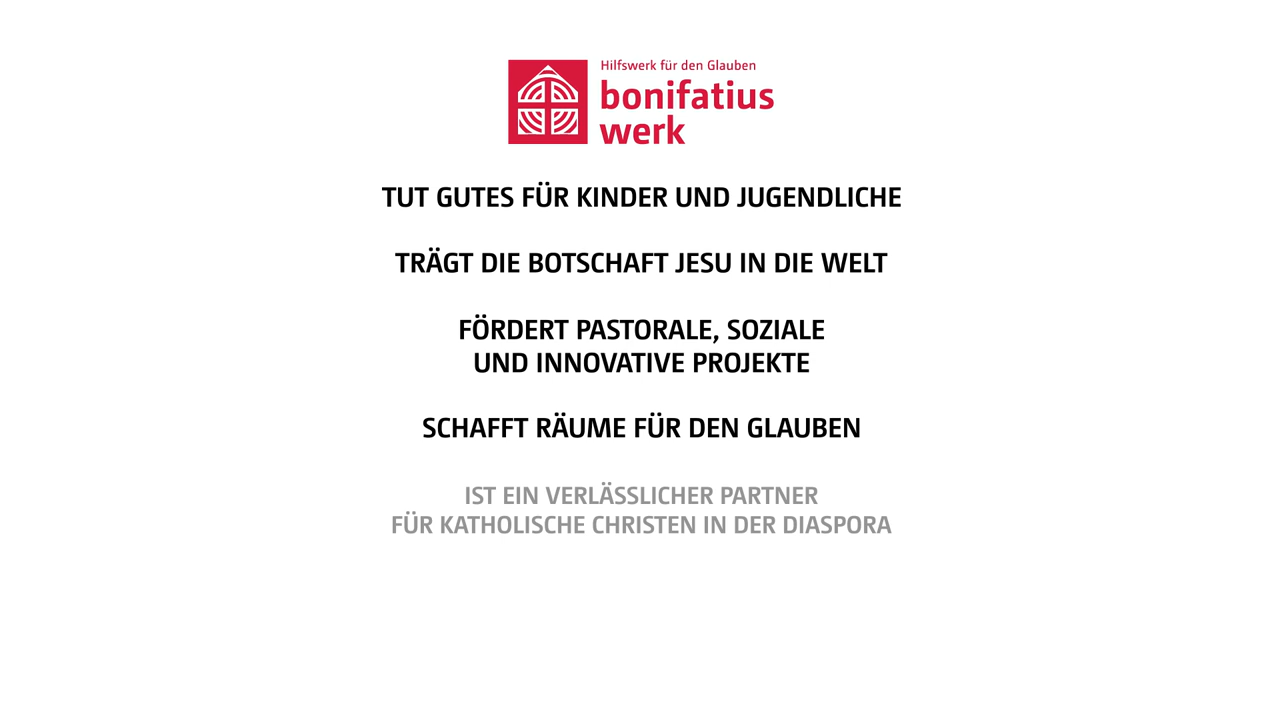 Hilfswerk für den Glauben
bonifatius
werk
TUT GUTES FÜR KINDER UND JUGENDLICHE
TRÄGT DIE BOTSCHAFT JESU IN DIE WELT
FÖRDERT PASTORALE, SOZIALE
UND INNOVATIVE PROJEKTE
SCHAFFT RÄUME FÜR DEN GLAUBEN
IST EIN VERLÄSSLICHER PARTNER
FÜR KATHOLISCHE CHRISTEN IN DER DIASPORA